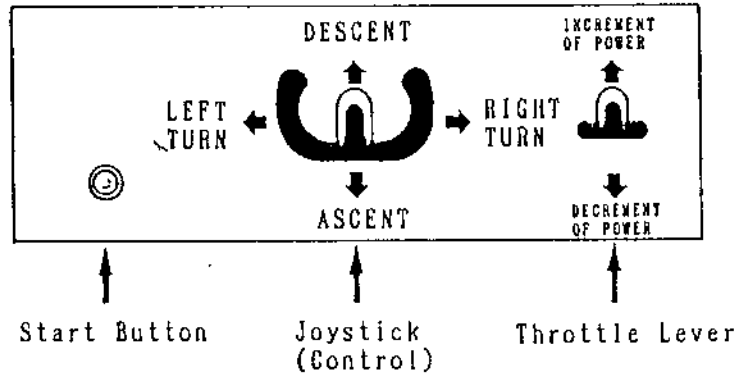 DESCENT
INCREMENT
OF POWER
LEFT
TURN
RIGHT
TURN
ASCENT
DECREMENT
OF POWER
Start Button
Joystick
(Control)
Throttle Lever